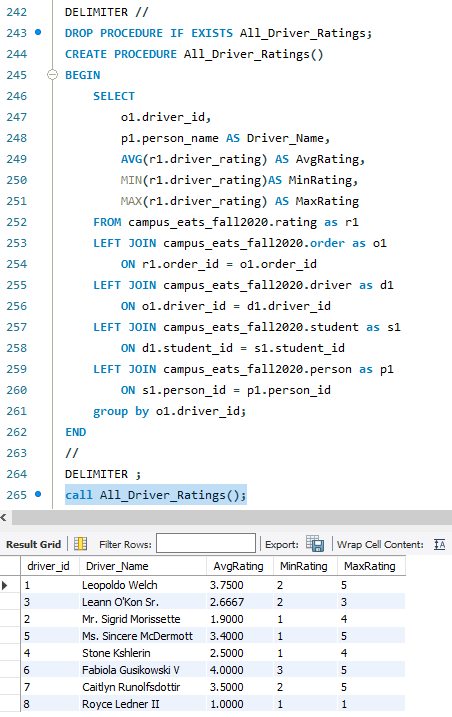 242 DELIMITER //
243 DROP PROCEDURE IF EXISTS All_Driver_Ratings;
244 CREATE PROCEDURE All_Driver_Ratings()
245 BEGIN
246 SELECT
247 o1.driver_id,
248 p1.person_name AS Driver_Name,
249 AVG(r1.driver_rating) AS AvgRating,
250 MIN(r1.driver_rating)AS MinRating,
251 MAX(r1.driver_rating) AS MaxRating
252 FROM campus_eats_fall2020.rating as r1
253 LEFT JOIN campus_eats_fall2020.order as o1
254 ON r1.order_id = o1.order_id
255 LEFT JOIN campus_eats_fall2020.driver as d1
256 ON o1.driver_id = d1.driver_id
257 LEFT JOIN campus_eats_fall2020.student as s1
258 ON d1.student_id = s1.student_id
259 LEFT JOIN campus_eats_fall2020.person as p1
260 ON s1.person_id = p1.person_id
261 group by o1.driver_id;
262 END
263 //
264 DELIMITER ;
265 call All_Driver_Ratings();
Result Grid Filter Rows: Export: Wrap Cell Content: IA
driver_id Driver_Name AvgRating MinRating MaxRating
1 Leopoldo Welch 3.7500 2 5
3 Leann O'Kon Sr. 2.6667 2 3
2 Mr. Sigrid Morissette 1.9000 1 4
5 Ms. Sincere McDermott 3.4000 1 5
4 Stone Kshlerin 2.5000 1 4
6 Fabiola Gusikowski V 4.0000 3 5
7 Caitlyn Runolfsdottir 3.5000 2 5
8 Royce Ledner II 1.0000 1 1